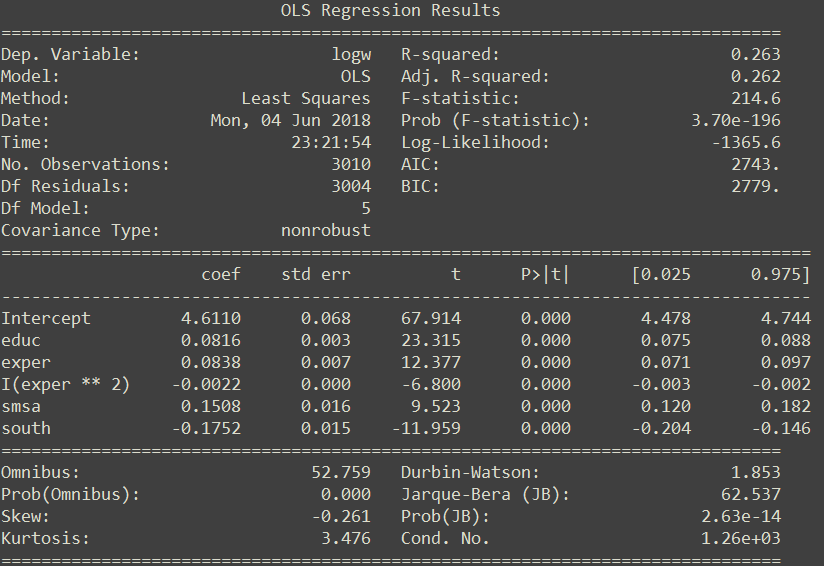 OLS Regression Results
==============================================================================
Dep. Variable: logw R-squared: 0.263
Model: OLS Adj. R-squared: 0.262
Method: Least Squares F-statistic: 214.6
Date: Mon, 04 Jun 2018 Prob (F-statistic): 3.70e-196
Time: 23:21:54 Log-Likelihood: -1365.6
No. Observations: 3010 AIC: 2743.
Df Residuals: 3004 BIC: 2779.
Df Model: 5
Covariance Type: nonrobust
=================================================================================
coef std err t P>|t| [0.025 0.975]
---------------------------------------------------------------------------------
Intercept 4.6110 0.068 67.914 0.000 4.478 4.744
educ 0.0816 0.003 23.315 0.000 0.075 0.088
exper 0.0838 0.007 12.377 0.000 0.071 0.097
I(exper ** 2) -0.0022 0.000 -6.800 0.000 -0.003 -0.002
smsa 0.1508 0.016 9.523 0.000 0.120 0.182
south -0.1752 0.015 -11.959 0.000 -0.204 -0.146
==============================================================================
Omnibus: 52.759 Durbin-Watson: 1.853
Prob(Omnibus): 0.000 Jarque-Bera (JB): 62.537
Skew: -0.261 Prob(JB): 2.63e-14
Kurtosis: 3.476 Cond. No. 1.26e+03
==============================================================================